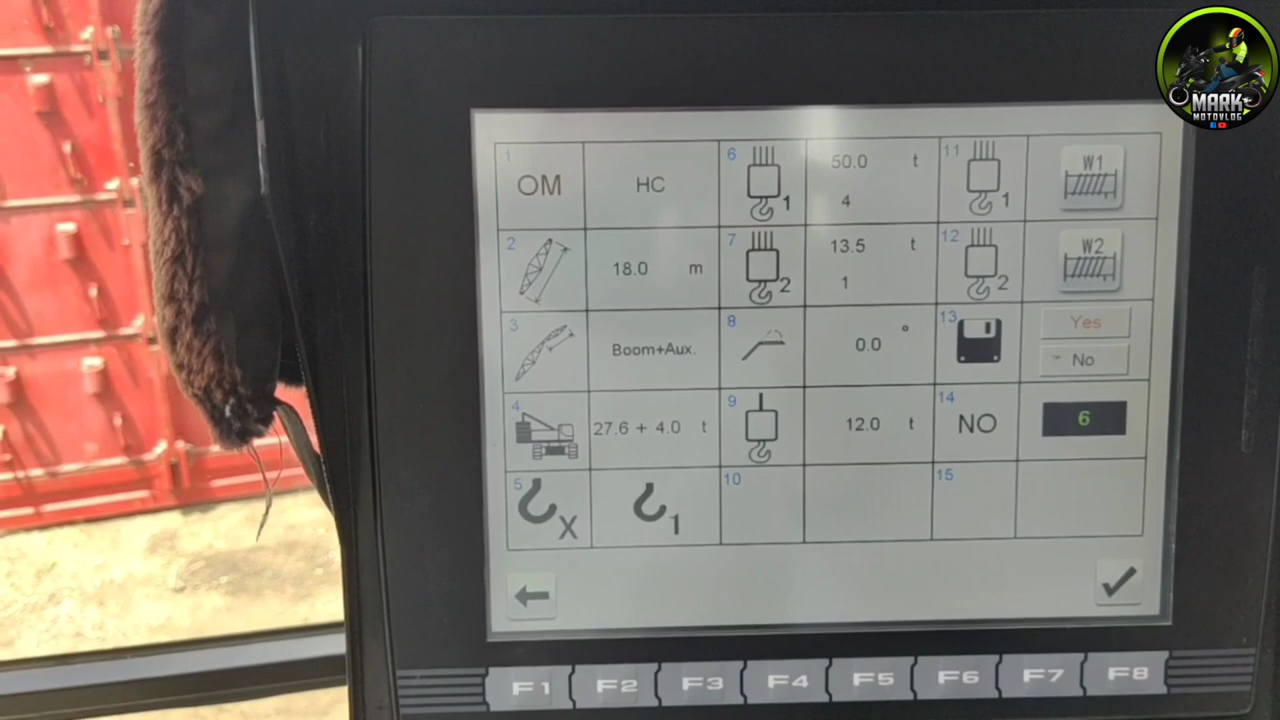 MARK
MOTOVLOG
1 OM HC 6 1 50.0 t 4 11 1 W1
2 18.0 m 7 2 13.5 t 1 12 2 W2
3 Boom+Aux. 8 0.0 ° 13 Yes
No
4 27.6 + 4.0 t 9 12.0 t 14 NO 6
5 X 1 10 15
F1 F2 F3 F4 F5 F6 F7 F8